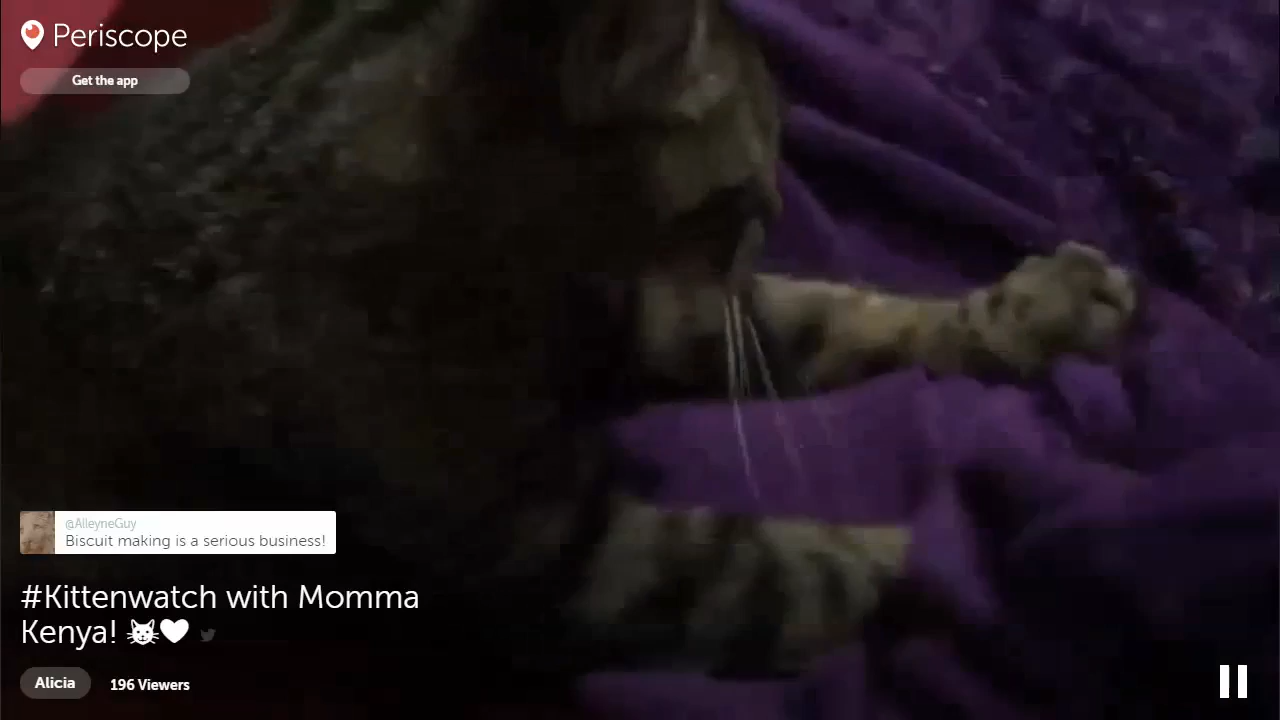 Periscope
Get the app
@AlleyneGuy
Biscuit making is a serious business!
#Kittenwatch with Momma
Kenya! 🐱🤍
Alicia
196 Viewers